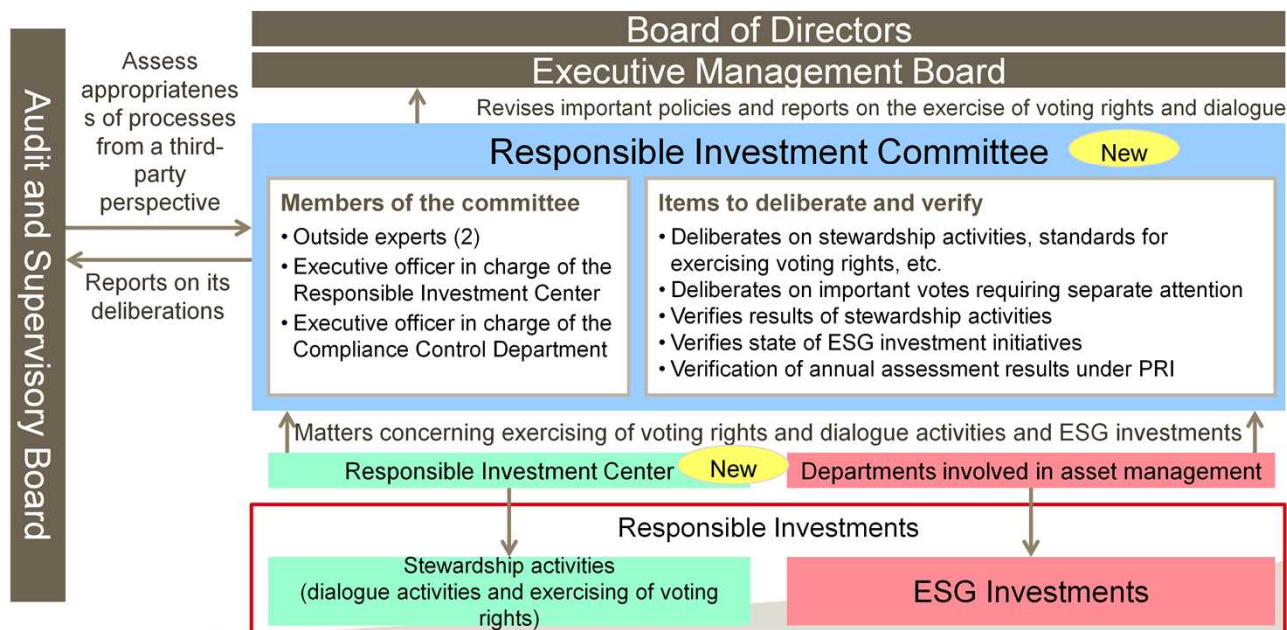 Board of Directors
Executive Management Board
Audit and Supervisory Board
Assess
appropriatenes
s of processes
from a third-
party
perspective
Reports on its
deliberations
Revises important policies and reports on the exercise of voting rights and dialogue
Responsible Investment Committee
New
Members of the committee
• Outside experts (2)
• Executive officer in charge of the
Responsible Investment Center
• Executive officer in charge of the
Compliance Control Department
Items to deliberate and verify
• Deliberates on stewardship activities, standards for
exercising voting rights, etc.
• Deliberates on important votes requiring separate attention
• Verifies results of stewardship activities
• Verifies state of ESG investment initiatives
• Verification of annual assessment results under PRI
Matters concerning exercising of voting rights and dialogue activities and ESG investments
Responsible Investment Center
New
Departments involved in asset management
Responsible Investments
Stewardship activities
(dialogue activities and exercising of voting
rights)
ESG Investments